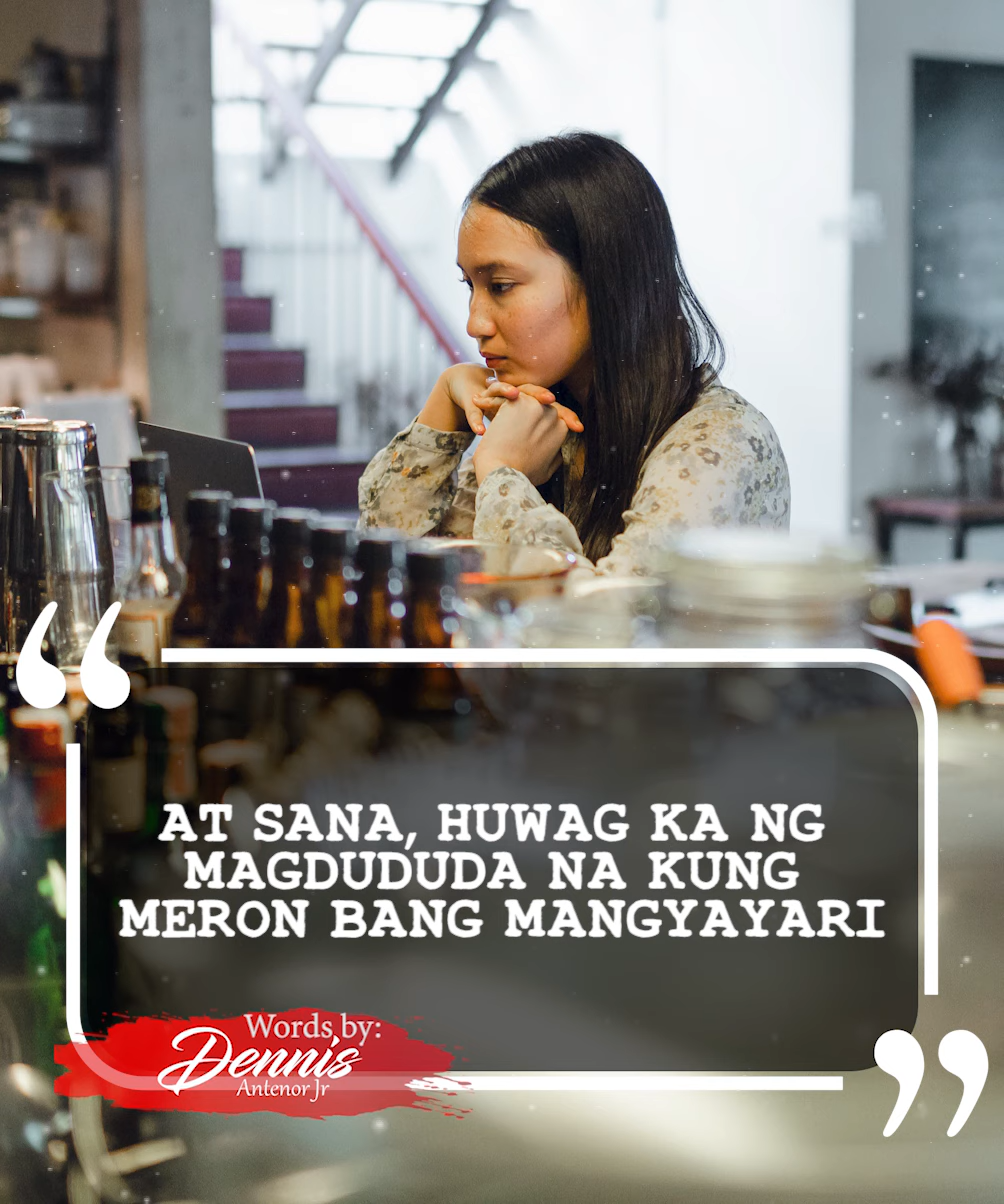 AT SANA, HUWAG KA NG
MAGDUDUDA NA KUNG
MERON BANG MANGYAYARI
Words by:
Dennis
Antenor Jr